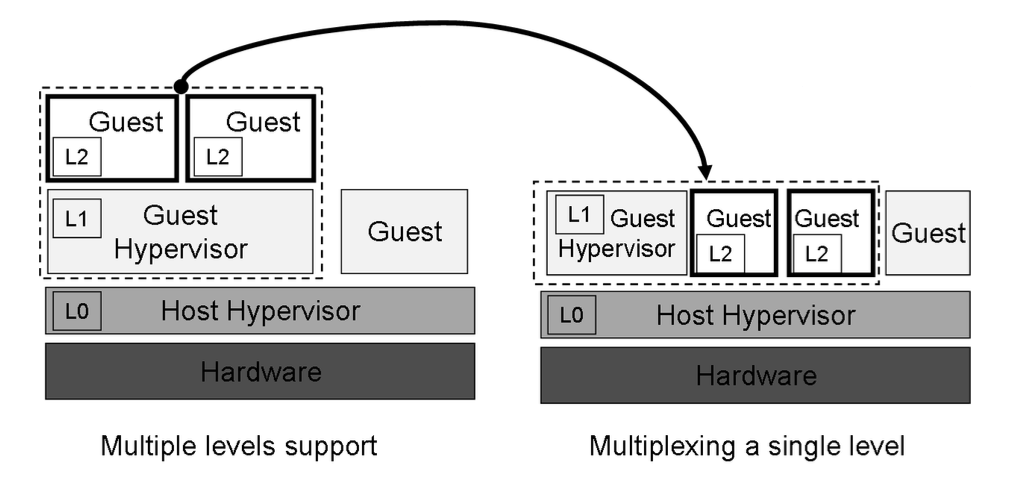 Guest
L2
Guest
L2
L1
Guest
Hypervisor
Guest
L0
Host Hypervisor
Hardware
Multiple levels support
L1
Guest
Hypervisor
Guest
L2
Guest
L2
Guest
L0
Host Hypervisor
Hardware
Multiplexing a single level